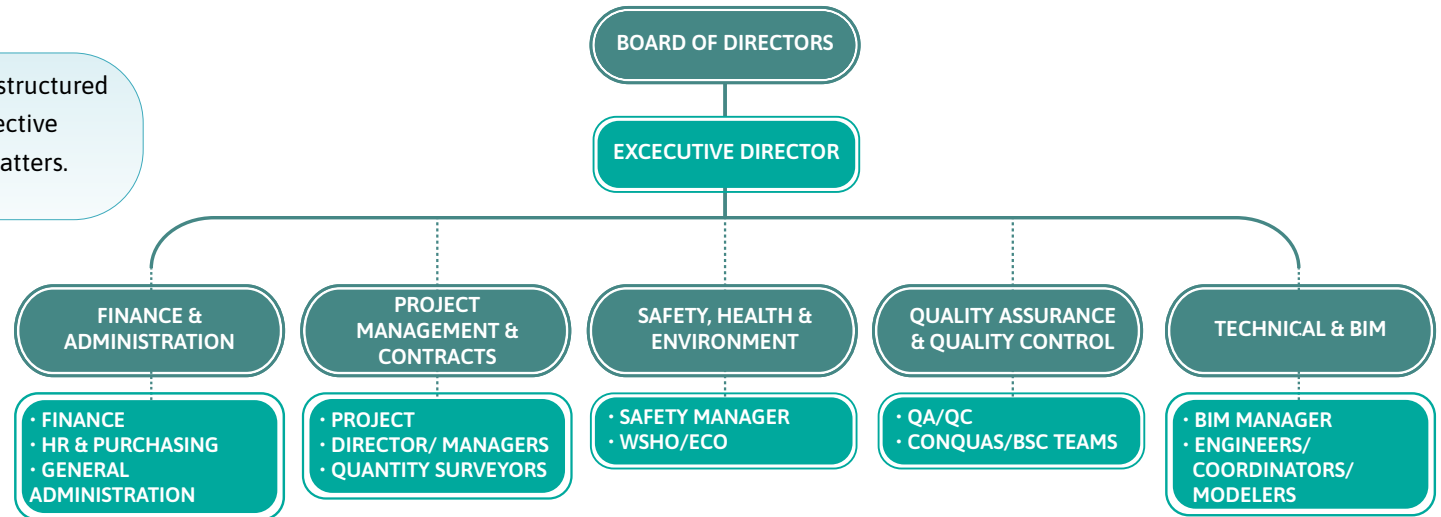 structured
ective
atters.
BOARD OF DIRECTORS
EXCECUTIVE DIRECTOR
FINANCE &
ADMINISTRATION
PROJECT
MANAGEMENT &
CONTRACTS
SAFETY, HEALTH &
ENVIRONMENT
QUALITY ASSURANCE
& QUALITY CONTROL
TECHNICAL & BIM
· FINANCE
· HR & PURCHASING
· GENERAL
ADMINISTRATION
· PROJECT
· DIRECTOR/ MANAGERS
· QUANTITY SURVEYORS
· SAFETY MANAGER
· WSHO/ECO
· QA/QC
· CONQUAS/BSC TEAMS
· BIM MANAGER
· ENGINEERS/
COORDINATORS/
MODELERS